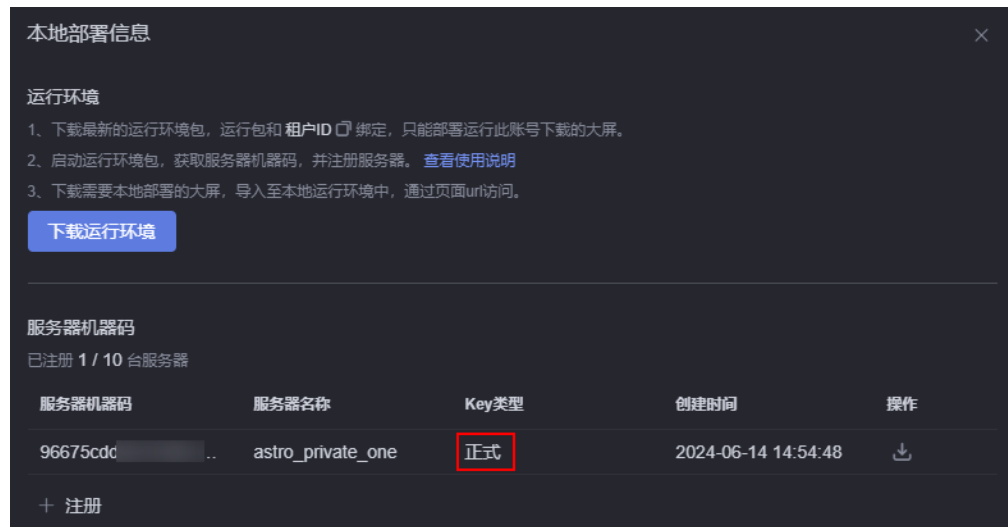 本地部署信息
运行环境
1、下载最新的运行环境包，运行包和 租户ID 绑定，只能部署运行此账号下载的大屏。
2、启动运行环境包，获取服务器机器码，并注册服务器。 查看使用说明
3、下载需要本地部署的大屏，导入至本地运行环境中，通过页面url访问。
下载运行环境
服务器机器码
已注册 1 / 10 台服务器
服务器机器码 服务器名称 Key类型 创建时间 操作
96675cdd .. astro_private_one 正式 2024-06-14 14:54:48
注册